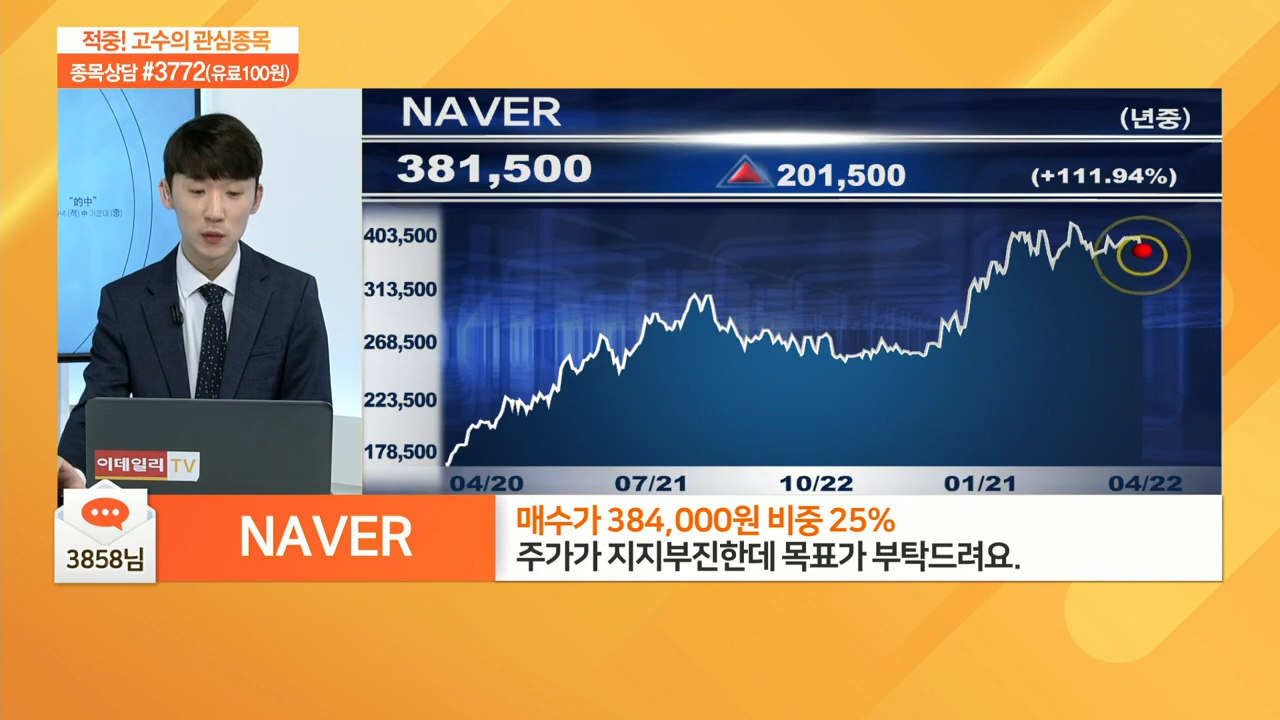 적중! 고수의 관심종목
종목상담 #3772(유료100원)
"的中"
NAVER
(년중)
381,500
201,500
(+111.94%)
403,500
313,500
268,500
223,500
178,500
04/20
07/21
10/22
01/21
04/22
이데일리 TV
3858님
NAVER
매수가 384,000원 비중 25%
주가가 지지부진한데 목표가 부탁드려요.